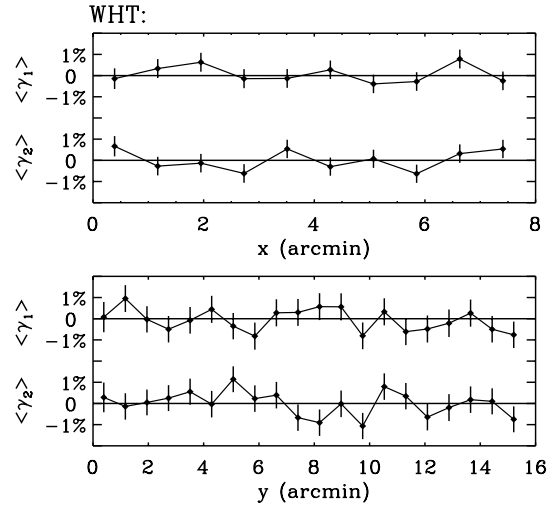 WHT:
<γ₁>
1%
0
-1%
<γ₂>
1%
0
-1%
0 2 4 6 8
x (arcmin)
<γ₁>
1%
0
-1%
<γ₂>
1%
0
-1%
0 2 4 6 8 10 12 14 16
y (arcmin)